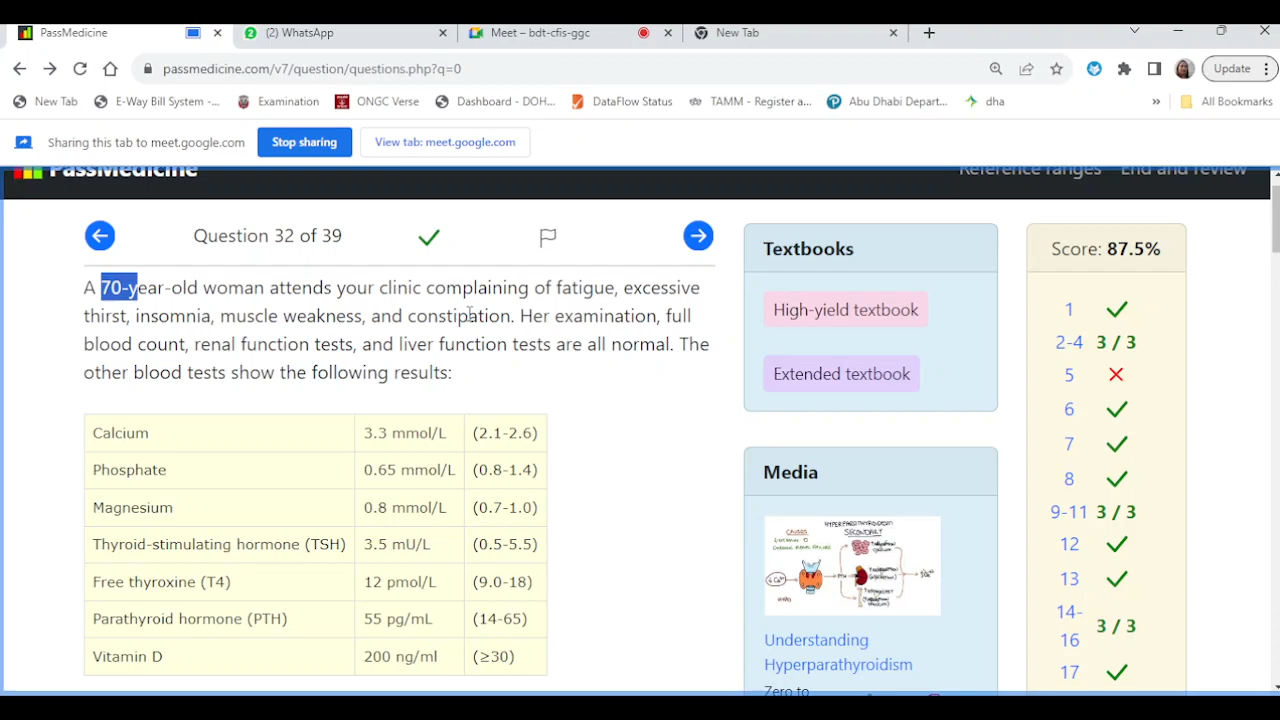 PassMedicine
(2) WhatsApp
Meet – bdt-cfis-ggc
New Tab
passmedicine.com/v7/question/questions.php?q=0
Update
New Tab
E-Way Bill System -...
Examination
ONGC Verse
Dashboard - DOH...
DataFlow Status
TAMM - Register a...
Abu Dhabi Depart...
dha
»
All Bookmarks
Sharing this tab to meet.google.com
Stop sharing
View tab: meet.google.com
PassMedicine
Reference ranges
End and review
Question 32 of 39
A 70-year-old woman attends your clinic complaining of fatigue, excessive
thirst, insomnia, muscle weakness, and constipation. Her examination, full
blood count, renal function tests, and liver function tests are all normal. The
other blood tests show the following results:
Calcium 3.3 mmol/L (2.1-2.6)
Phosphate 0.65 mmol/L (0.8-1.4)
Magnesium 0.8 mmol/L (0.7-1.0)
Thyroid-stimulating hormone (TSH) 3.5 mU/L (0.5-5.5)
Free thyroxine (T4) 12 pmol/L (9.0-18)
Parathyroid hormone (PTH) 55 pg/mL (14-65)
Vitamin D 200 ng/ml (≥30)
Textbooks
High-yield textbook
Extended textbook
Media
HYPERPARATHYROIDISM
SECONDARY
CAUSES
Understanding
Hyperparathyroidism
Zero to
Score: 87.5%
1
2-4 3 / 3
5
6
7
8
9-11 3 / 3
12
13
14-
16 3 / 3
17